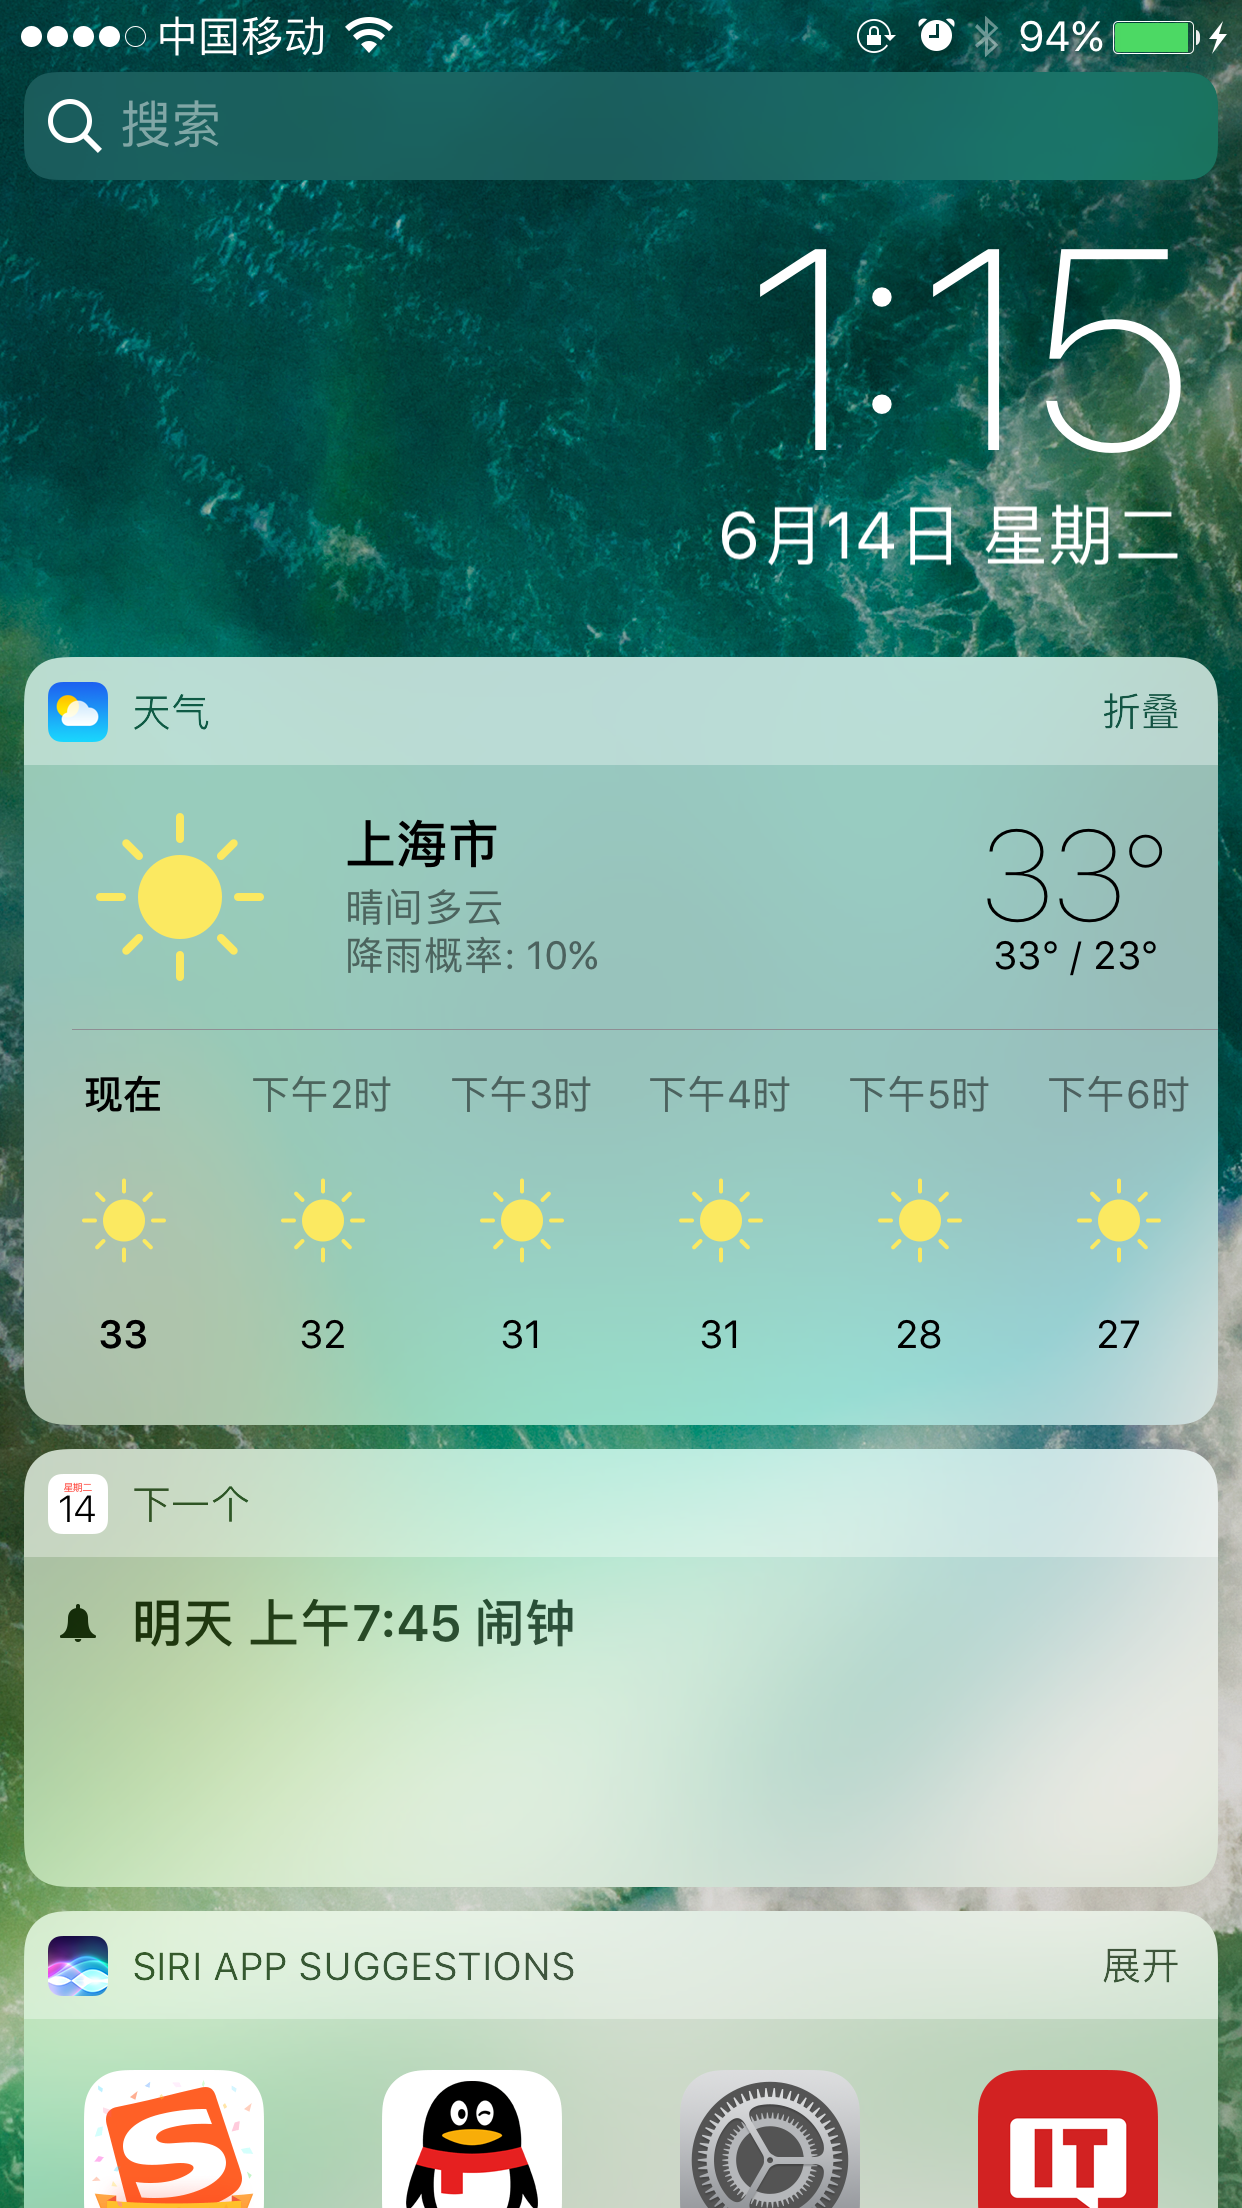 中国移动 94%
搜索
1:15
6月14日 星期二
天气 折叠
上海市
晴间多云
降雨概率: 10%
33°
33° / 23°
现在 下午2时 下午3时 下午4时 下午5时 下午6时
33 32 31 31 28 27
星期二
14
下一个
明天 上午7:45 闹钟
SIRI APP SUGGESTIONS 展开
S
IT